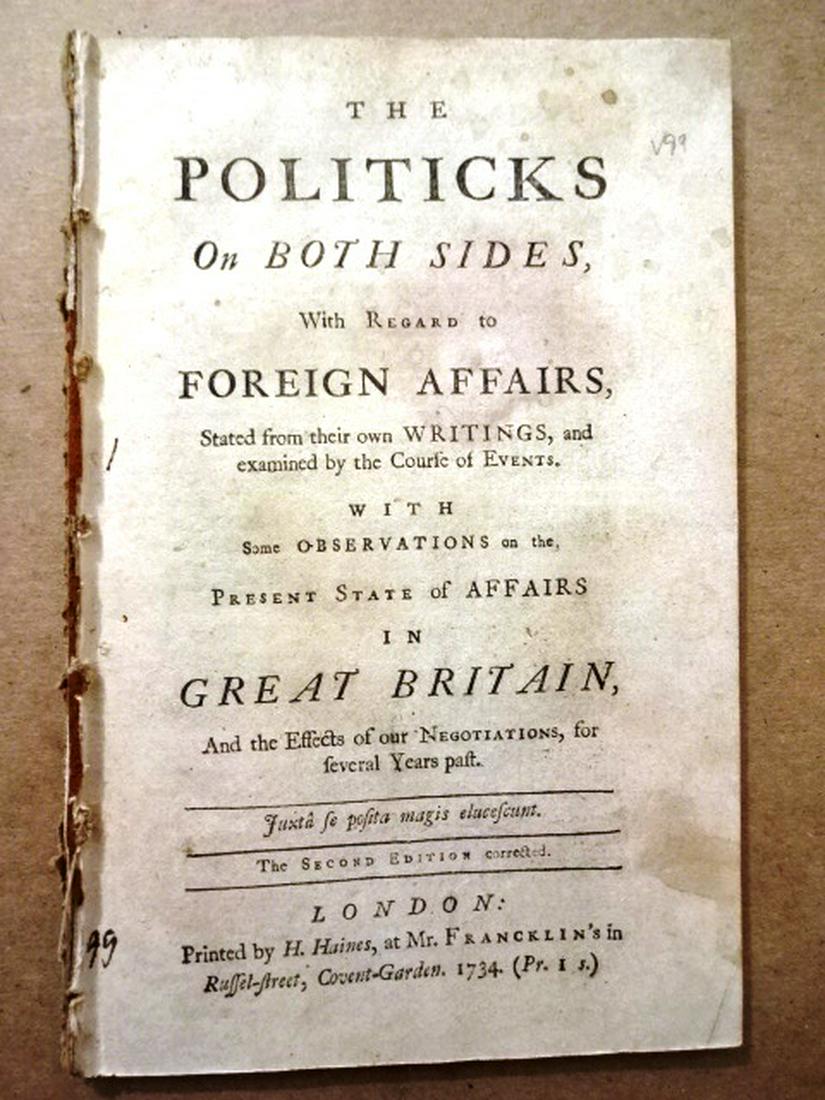 THE
V99
POLITICKS
On BOTH SIDES,
With REGARD to
FOREIGN AFFAIRS,
Stated from their own WRITINGS, and
examined by the Courſe of EVENTS.
WITH
Some OBSERVATIONS on the,
PRESENT STATE of AFFAIRS
IN
GREAT BRITAIN,
And the Effects of our NEGOTIATIONS, for
ſeveral Years paſt.
Juxtâ ſe poſita magis eluceſcunt.
The SECOND EDITION corrected.
LONDON:
99
Printed by H. Haines, at Mr. FRANCKLIN's in
Ruſſel-ſtreet, Covent-Garden. 1734. (Pr. 1 s.)